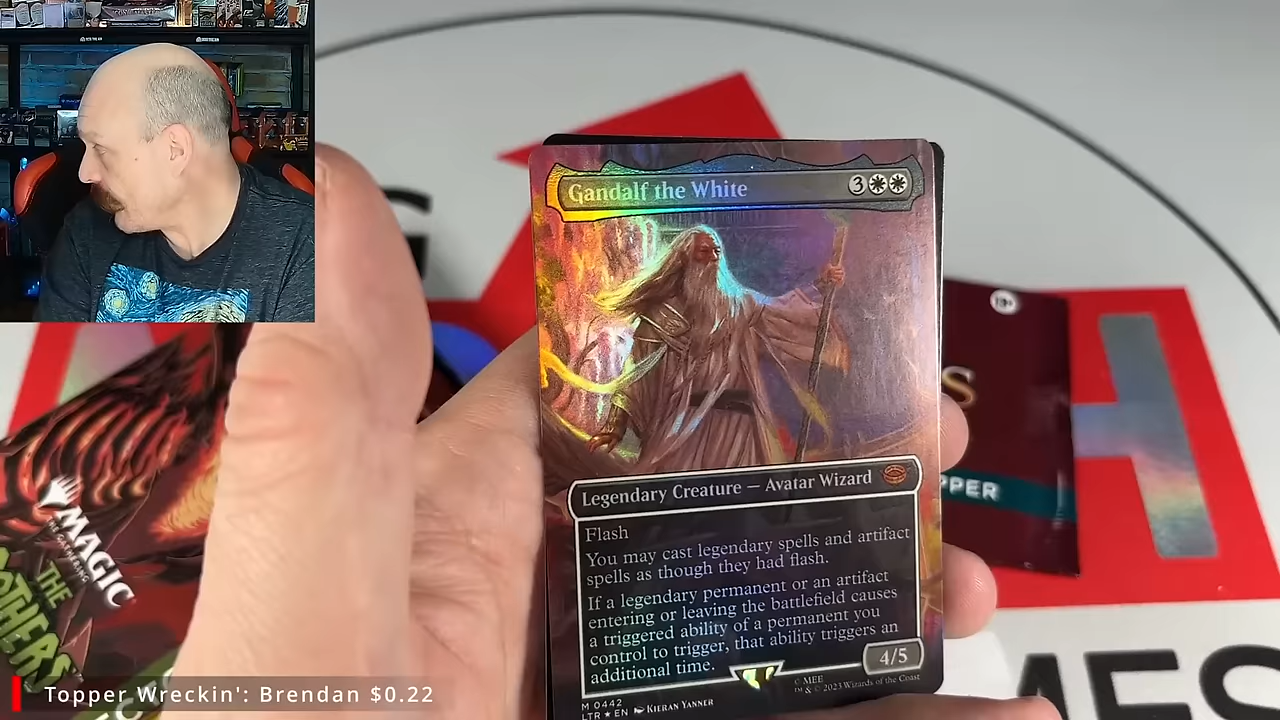 Gandalf the White
3
Legendary Creature — Avatar Wizard
Flash
You may cast legendary spells and artifact
spells as though they had flash.
If a legendary permanent or an artifact
entering or leaving the battlefield causes
a triggered ability of a permanent you
control to trigger, that ability triggers an
additional time.
4/5
M 0442
LTR ★ EN KIERAN YANNER
© MEE
™ & © 2023 Wizards of the Coast
MAGIC
THE
Topper Wreckin': Brendan $0.22